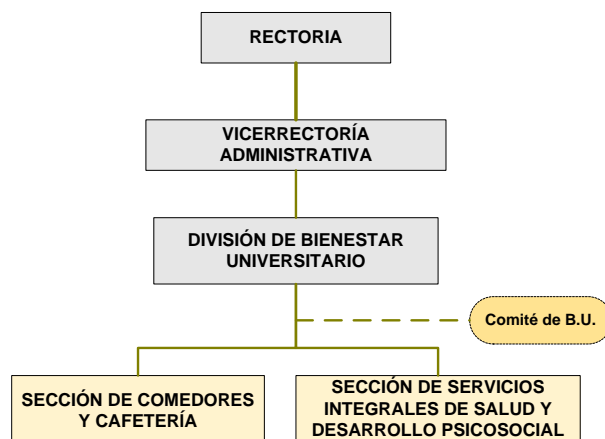 RECTORIA
VICERRECTORÍA
ADMINISTRATIVA
DIVISIÓN DE BIENESTAR
UNIVERSITARIO
Comité de B.U.
SECCIÓN DE COMEDORES
Y CAFETERÍA
SECCIÓN DE SERVICIOS
INTEGRALES DE SALUD Y
DESARROLLO PSICOSOCIAL